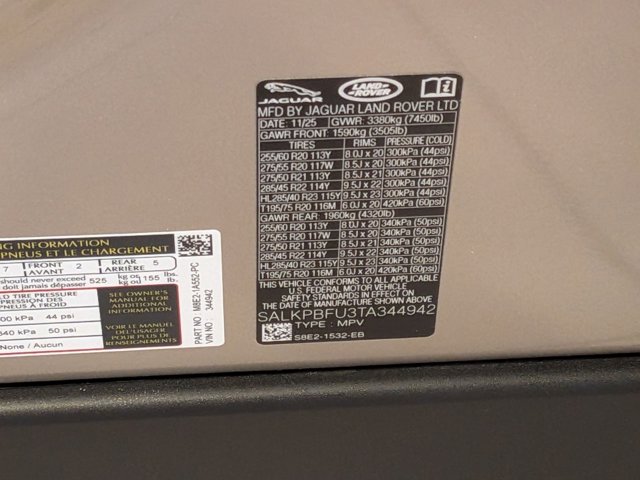 JAGUAR LAND ROVER
MFD BY JAGUAR LAND ROVER LTD
DATE: 11/25 GVWR: 3380kg (7450lb)
GAWR FRONT: 1590kg (3505lb)
TIRES RIMS PRESSURE (COLD)
255/60 R20 113Y 8.0J x 20 300kPa (44psi)
275/55 R20 117W 8.5J x 20 300kPa (44psi)
275/50 R21 113Y 8.5J x 21 300kPa (44psi)
285/45 R22 114Y 9.5J x 22 300kPa (44psi)
HL285/40 R23 115Y 9.5J x 23 300kPa (44psi)
T195/75 R20 116M 6.0J x 20 420kPa (60psi)
GAWR REAR: 1960kg (4320lb)
255/60 R20 113Y 8.0J x 20 340kPa (50psi)
275/55 R20 117W 8.5J x 20 340kPa (50psi)
275/50 R21 113Y 8.5J x 21 340kPa (50psi)
285/45 R22 114Y 9.5J x 22 340kPa (50psi)
HL285/40 R23 115Y 9.5J x 23 340kPa (50psi)
T195/75 R20 116M 6.0J x 20 420kPa (60psi)
THIS VEHICLE CONFORMS TO ALL APPLICABLE
U.S. FEDERAL MOTOR VEHICLE
SAFETY AND THEFT PREVENTION STANDARDS IN EFFECT ON
THE DATE OF MANUFACTURE SHOWN ABOVE
SALKPBFU3TA344942
TYPE : MPV
S8E2-1532-EB
NG INFORMATION
PNEUS ET LE CHARGEMENT
7 FRONT AVANT 2 REAR ARRIÈRE 5
should never exceed 525 kg or 155 lbs.
doit jamais dépasser kg ou lb.
LD TIRE PRESSURE
PRESSION DES
PNEUS À FROID
00 kPa 44 psi
340 kPa 50 psi
None / Aucun
SEE OWNER'S
MANUAL FOR
ADDITIONAL
INFORMATION
VOIR LE MANUEL
DE L'USAGER
POUR PLUS DE
RENSEIGNEMENTS
PART NO M8E2-1A552-PC
VIN NO 344942